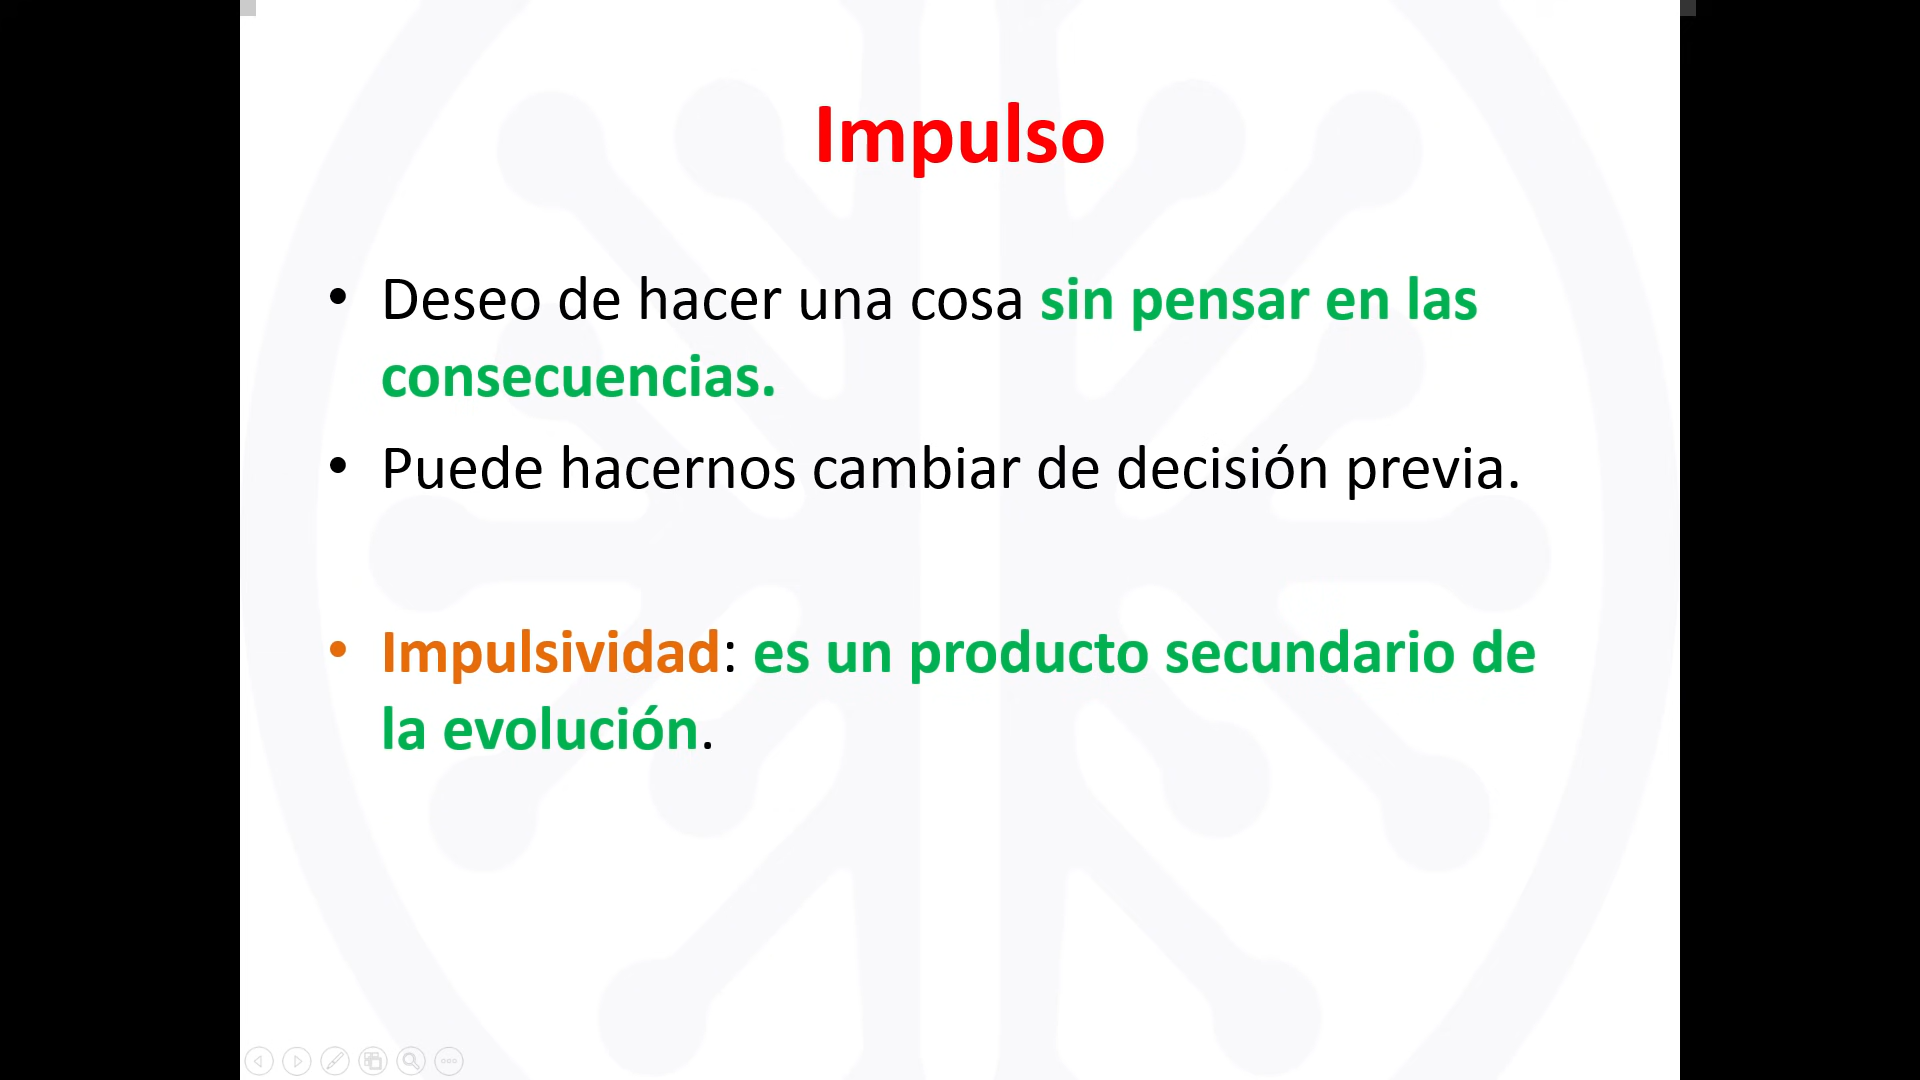 Impulso
• Deseo de hacer una cosa sin pensar en las
consecuencias.
• Puede hacernos cambiar de decisión previa.
• Impulsividad: es un producto secundario de
la evolución.